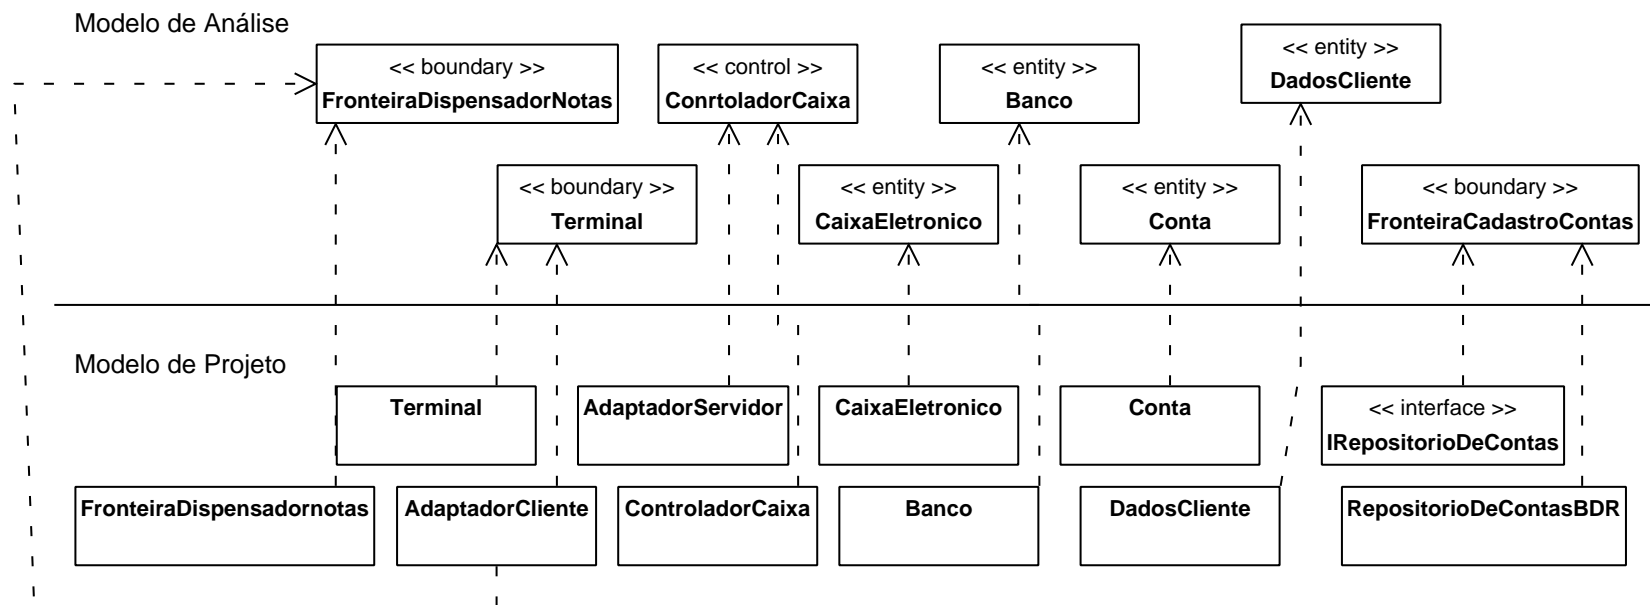 Modelo de Análise
<< boundary >>
FronteiraDispensadorNotas
<< control >>
ConrtoladorCaixa
<< entity >>
Banco
<< entity >>
DadosCliente
<< boundary >>
Terminal
<< entity >>
CaixaEletronico
<< entity >>
Conta
<< boundary >>
FronteiraCadastroContas
Modelo de Projeto
Terminal
AdaptadorServidor
CaixaEletronico
Conta
<< interface >>
IRepositorioDeContas
FronteiraDispensadornotas
AdaptadorCliente
ControladorCaixa
Banco
DadosCliente
RepositorioDeContasBDR